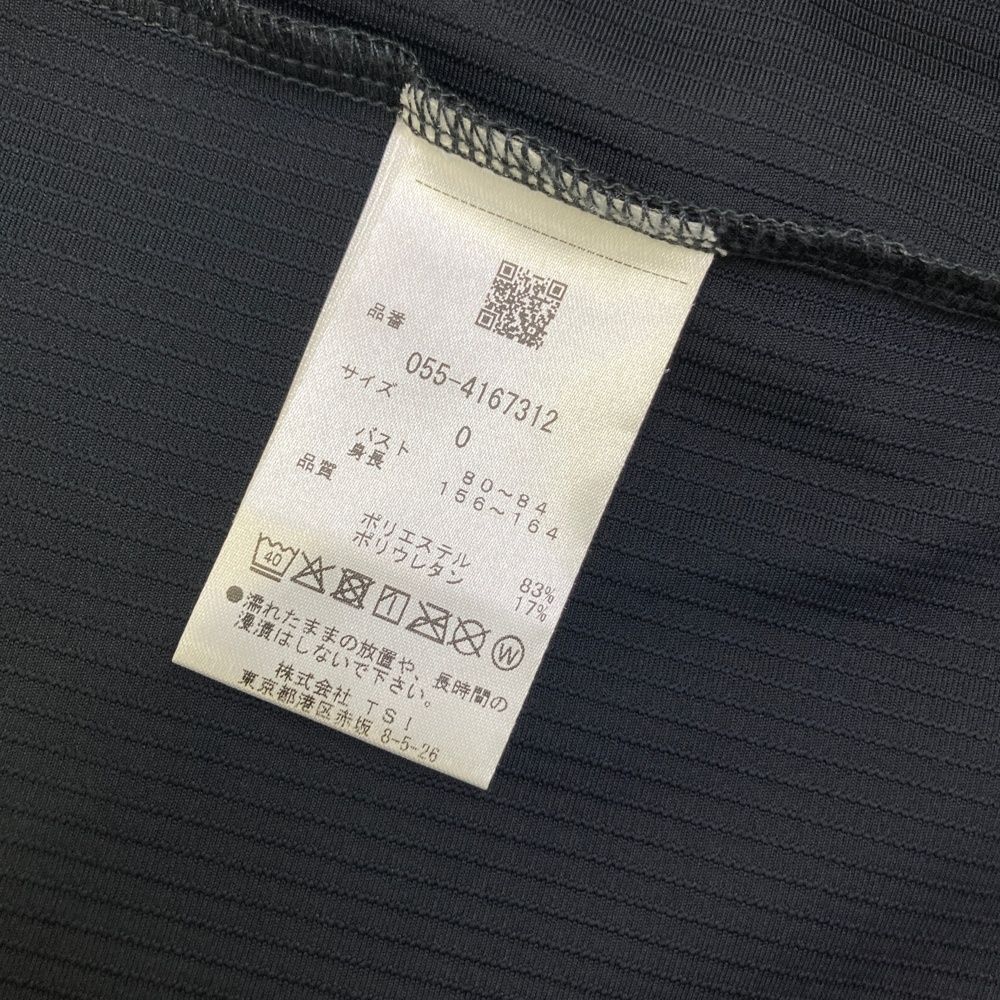 品番
055-4167312
サイズ
0
バスト 80～84
身長 156～164
品質
ポリエステル 83%
ポリウレタン 17%
40
W
●濡れたままの放置や、長時間の
浸漬はしないで下さい。
株式会社 TSI
東京都港区赤坂 8-5-26